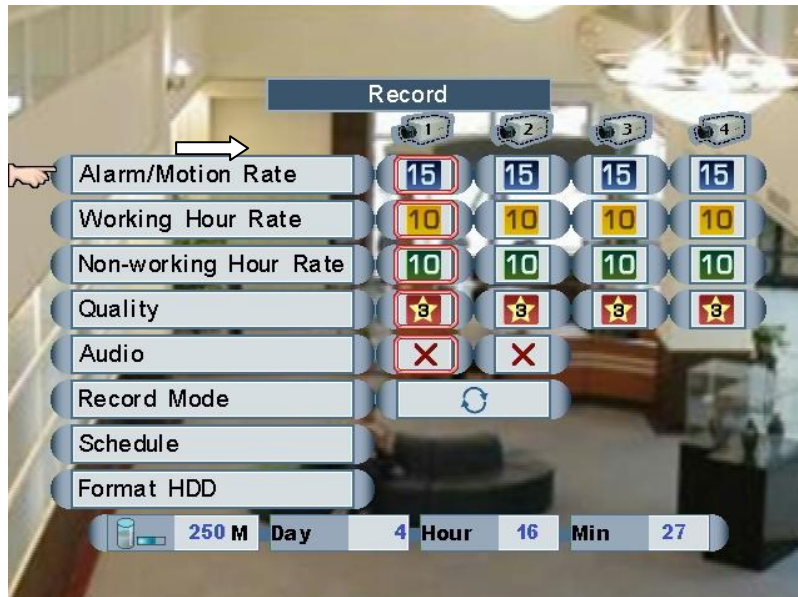 Record
1 2 3 4
Alarm/Motion Rate 15 15 15 15
Working Hour Rate 10 10 10 10
Non-working Hour Rate 10 10 10 10
Quality 3 3 3 3
Audio
Record Mode
Schedule
Format HDD
250 M Day 4 Hour 16 Min 27